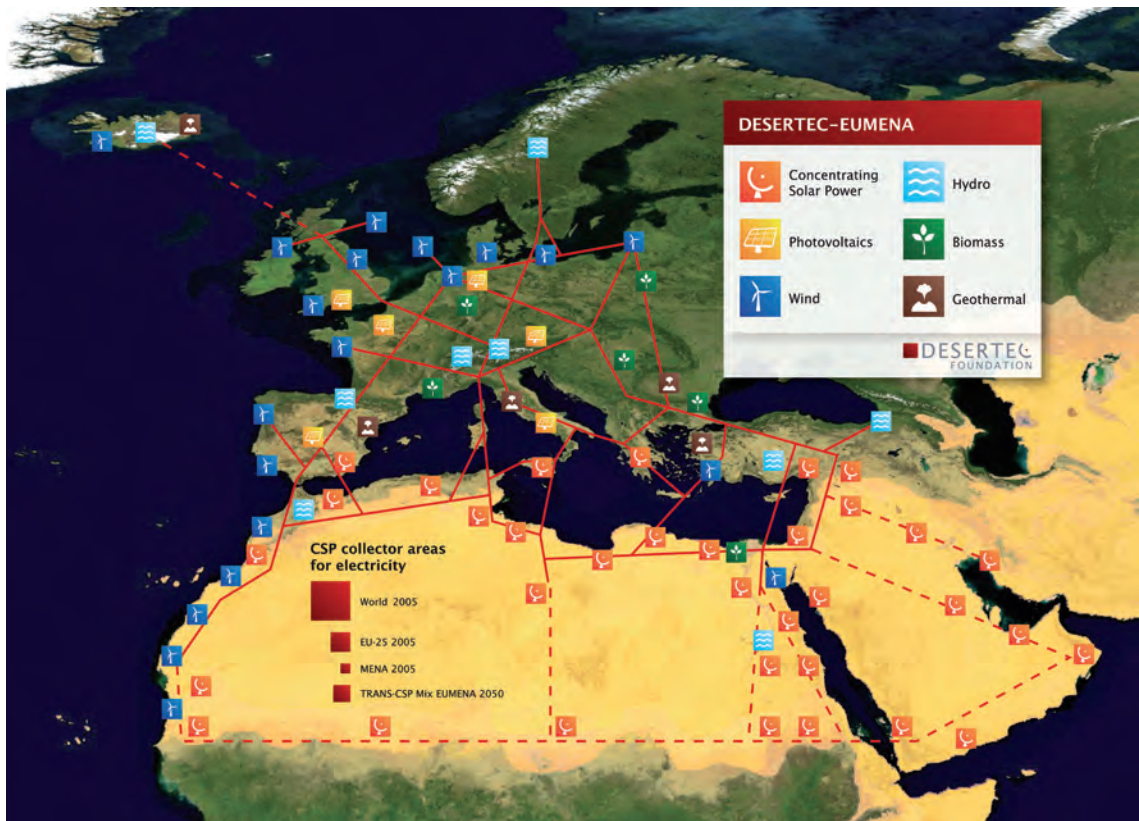 DESERTEC–EUMENA
Concentrating
Solar Power
Hydro
Photovoltaics
Biomass
Wind
Geothermal
DESERTEC
FOUNDATION
CSP collector areas
for electricity
World 2005
EU-25 2005
MENA 2005
TRANS-CSP Mix EUMENA 2050